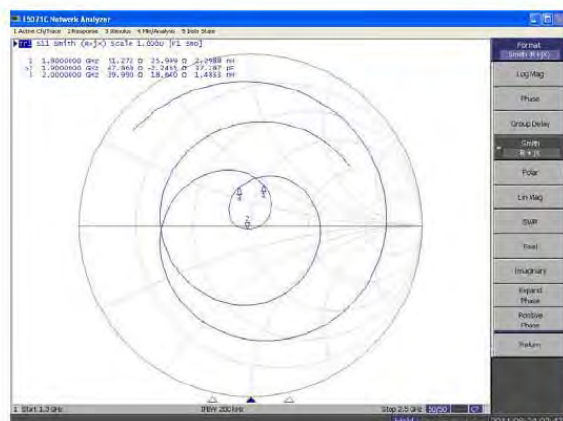 E5071C Network Analyzer
1 Active Ch/Trace 2 Response 3 Stimulus 4 Mkr/Analysis 5 Instr State
Tr1 S11 Smith (R+jX) Scale 1.000U [F1 Smo]
1 1.8000000 GHz 51.272 Ω 25.999 Ω 2.2988 nH
>2 1.9000000 GHz 47.968 Ω -2.2455 Ω 37.787 pF
3 2.0000000 GHz 39.990 Ω 18.640 Ω 1.4833 nH
Format
Smith (R+jX)
Log Mag
Phase
Group Delay
Smith
R + jX
Polar
Lin Mag
SWR
Real
Imaginary
Expand
Phase
Positive
Phase
Return
2
1 Start 1.3 GHz IFBW 200 kHz Stop 2.5 GHz